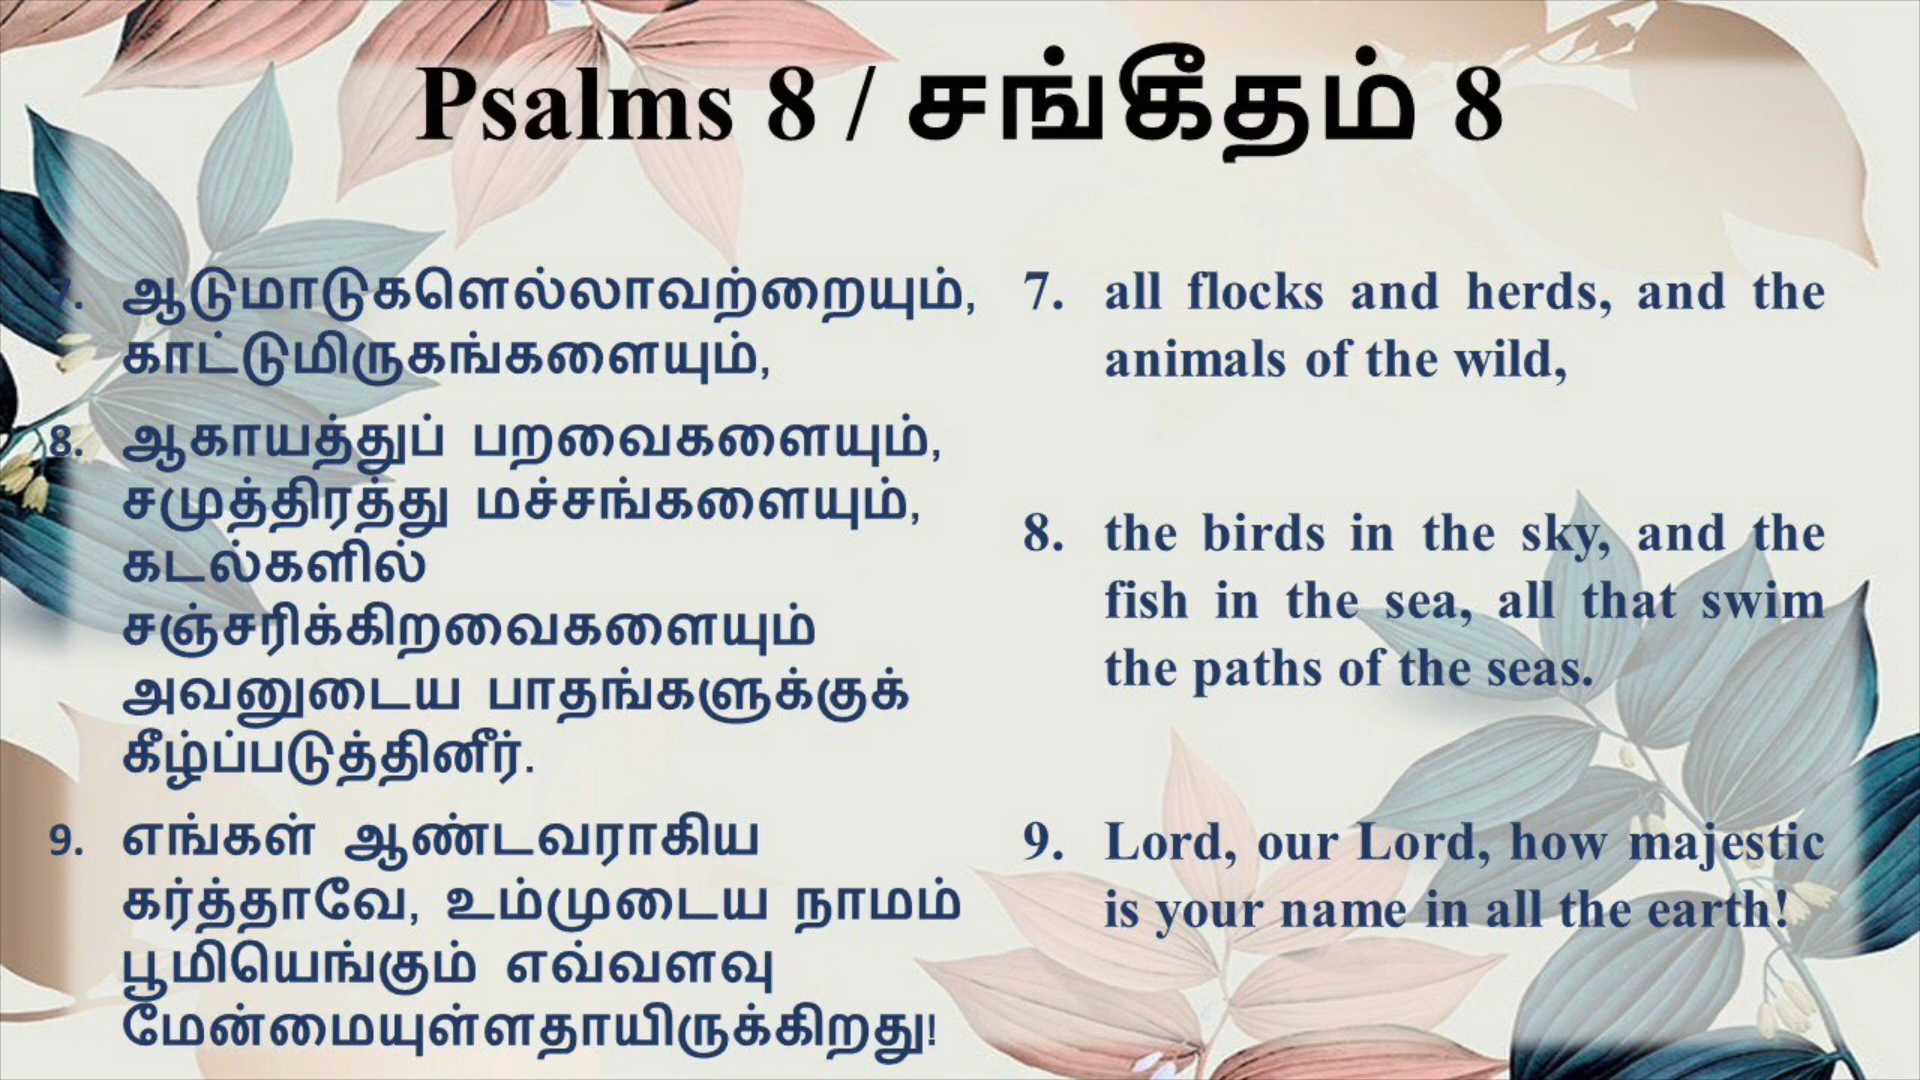 Psalms 8 / சங்கீதம் 8
7. ஆடுமாடுகளெல்லாவற்றையும்,
காட்டுமிருகங்களையும்,
8. ஆகாயத்துப் பறவைகளையும்,
சமுத்திரத்து மச்சங்களையும்,
கடல்களில்
சஞ்சரிக்கிறவைகளையும்
அவனுடைய பாதங்களுக்குக்
கீழ்ப்படுத்தினீர்.
9. எங்கள் ஆண்டவராகிய
கர்த்தாவே, உம்முடைய நாமம்
பூமியெங்கும் எவ்வளவு
மேன்மையுள்ளதாயிருக்கிறது!
7. all flocks and herds, and the
animals of the wild,
8. the birds in the sky, and the
fish in the sea, all that swim
the paths of the seas.
9. Lord, our Lord, how majestic
is your name in all the earth!